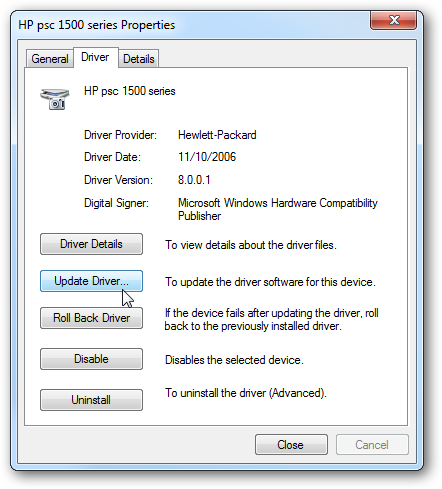 HP psc 1500 series Properties
General
Driver
Details
HP psc 1500 series
Driver Provider: Hewlett-Packard
Driver Date: 11/10/2006
Driver Version: 8.0.0.1
Digital Signer: Microsoft Windows Hardware Compatibility
Publisher
Driver Details
To view details about the driver files.
Update Driver...
To update the driver software for this device.
Roll Back Driver
If the device fails after updating the driver, roll
back to the previously installed driver.
Disable
Disables the selected device.
Uninstall
To uninstall the driver (Advanced).
Close
Cancel